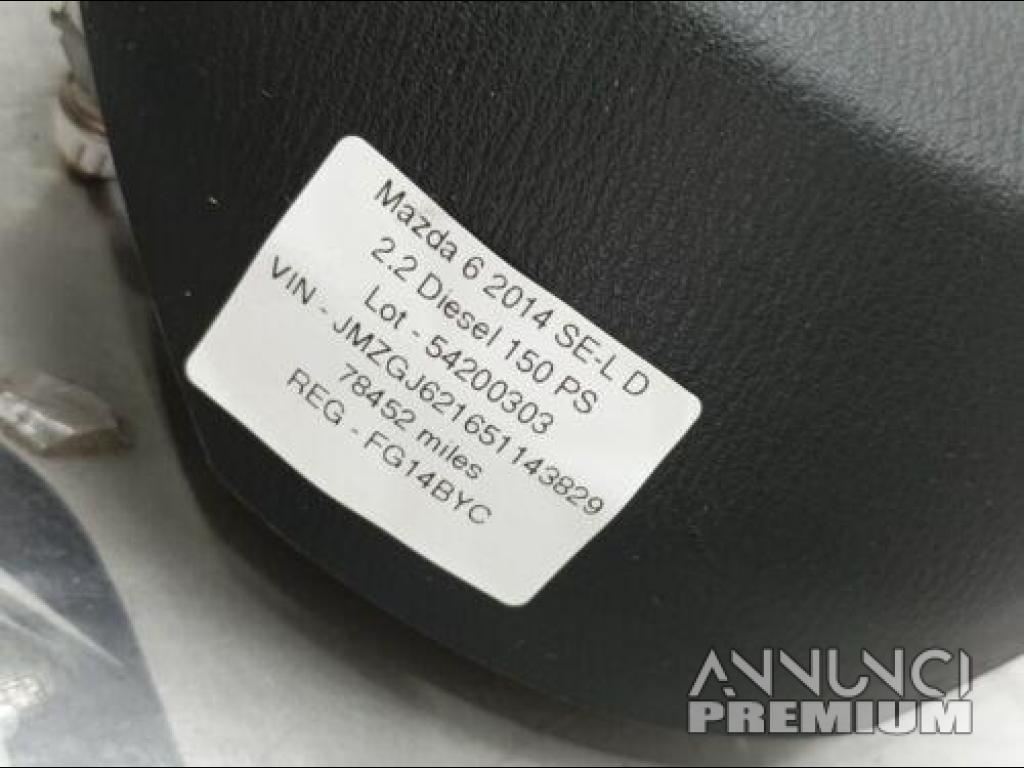 Mazda 6 2014 SE-L D
2.2 Diesel 150 PS
Lot - 54200303
VIN - JMZGJ621651143829
78452 miles
REG - FG14BYC
ANNUNCI
PREMIUM